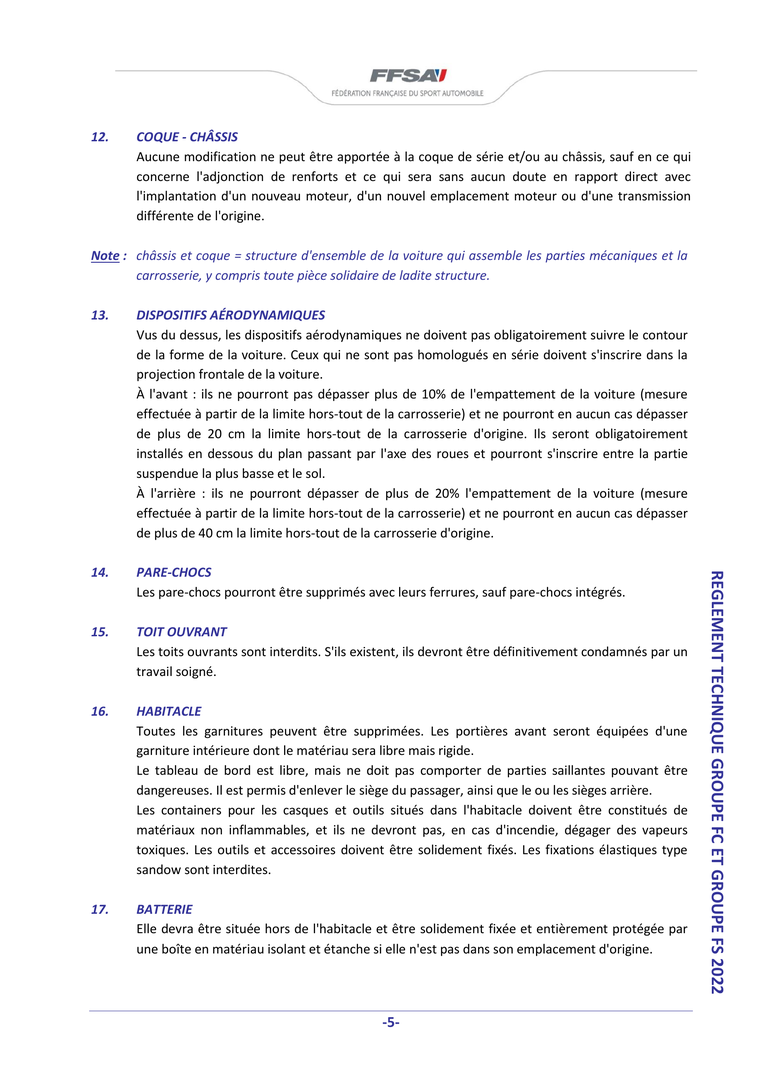 FFSA
FÉDÉRATION FRANÇAISE DU SPORT AUTOMOBILE
12. COQUE - CHÂSSIS
Aucune modification ne peut être apportée à la coque de série et/ou au châssis, sauf en ce qui
concerne l'adjonction de renforts et ce qui sera sans aucun doute en rapport direct avec
l'implantation d'un nouveau moteur, d'un nouvel emplacement moteur ou d'une transmission
différente de l'origine.
Note : châssis et coque = structure d'ensemble de la voiture qui assemble les parties mécaniques et la
carrosserie, y compris toute pièce solidaire de ladite structure.
13. DISPOSITIFS AÉRODYNAMIQUES
Vus du dessus, les dispositifs aérodynamiques ne doivent pas obligatoirement suivre le contour
de la forme de la voiture. Ceux qui ne sont pas homologués en série doivent s'inscrire dans la
projection frontale de la voiture.
À l'avant : ils ne pourront pas dépasser plus de 10% de l'empattement de la voiture (mesure
effectuée à partir de la limite hors-tout de la carrosserie) et ne pourront en aucun cas dépasser
de plus de 20 cm la limite hors-tout de la carrosserie d'origine. Ils seront obligatoirement
installés en dessous du plan passant par l'axe des roues et pourront s'inscrire entre la partie
suspendue la plus basse et le sol.
À l'arrière : ils ne pourront dépasser de plus de 20% l'empattement de la voiture (mesure
effectuée à partir de la limite hors-tout de la carrosserie) et ne pourront en aucun cas dépasser
de plus de 40 cm la limite hors-tout de la carrosserie d'origine.
14. PARE-CHOCS
Les pare-chocs pourront être supprimés avec leurs ferrures, sauf pare-chocs intégrés.
15. TOIT OUVRANT
Les toits ouvrants sont interdits. S'ils existent, ils devront être définitivement condamnés par un
travail soigné.
16. HABITACLE
Toutes les garnitures peuvent être supprimées. Les portières avant seront équipées d'une
garniture intérieure dont le matériau sera libre mais rigide.
Le tableau de bord est libre, mais ne doit pas comporter de parties saillantes pouvant être
dangereuses. Il est permis d'enlever le siège du passager, ainsi que le ou les sièges arrière.
Les containers pour les casques et outils situés dans l'habitacle doivent être constitués de
matériaux non inflammables, et ils ne devront pas, en cas d'incendie, dégager des vapeurs
toxiques. Les outils et accessoires doivent être solidement fixés. Les fixations élastiques type
sandow sont interdites.
17. BATTERIE
Elle devra être située hors de l'habitacle et être solidement fixée et entièrement protégée par
une boîte en matériau isolant et étanche si elle n'est pas dans son emplacement d'origine.
REGLEMENT TECHNIQUE GROUPE FC ET GROUPE FS 2022
-5-